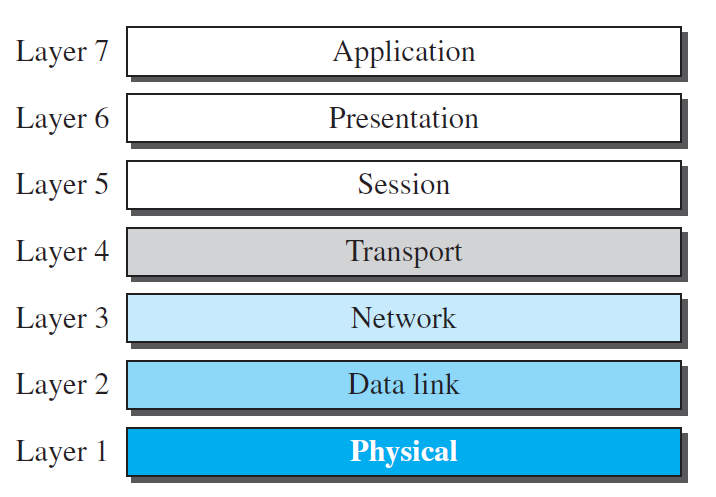 Layer 7 Application
Layer 6 Presentation
Layer 5 Session
Layer 4 Transport
Layer 3 Network
Layer 2 Data link
Layer 1 Physical